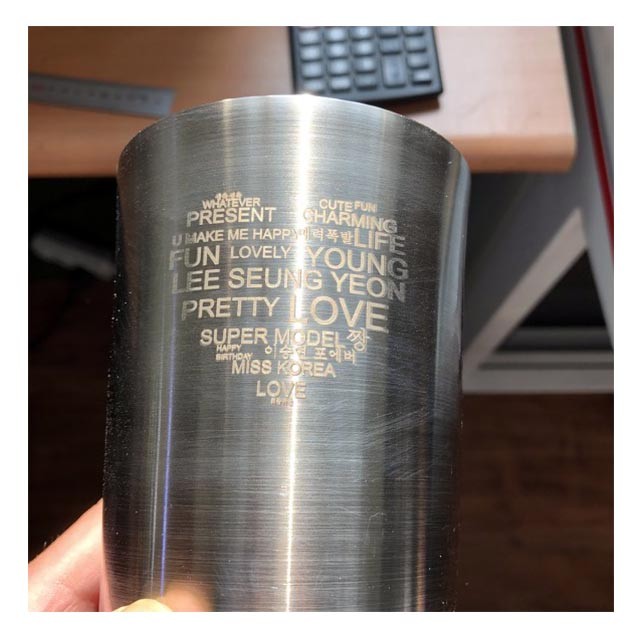 WHATEVER CUTE FUN
PRESENT CHARMING
U MAKE ME HAPPY 매력폭발 LIFE
FUN LOVELY YOUNG
LEE SEUNG YEON
PRETTY LOVE
SUPER MODEL 짱
HAPPY BIRTHDAY 이승연 포에버
MISS KOREA
LOVE